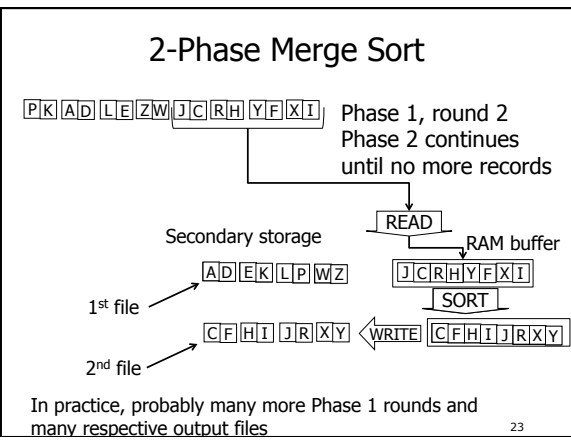 2-Phase Merge Sort
P K A D L E Z W J C R H Y F X I
Phase 1, round 2
Phase 2 continues
until no more records
READ
Secondary storage
RAM buffer
A D E K L P W Z
J C R H Y F X I
1st file
SORT
C F H I J R X Y
WRITE
C F H I J R X Y
2nd file
In practice, probably many more Phase 1 rounds and
many respective output files
23